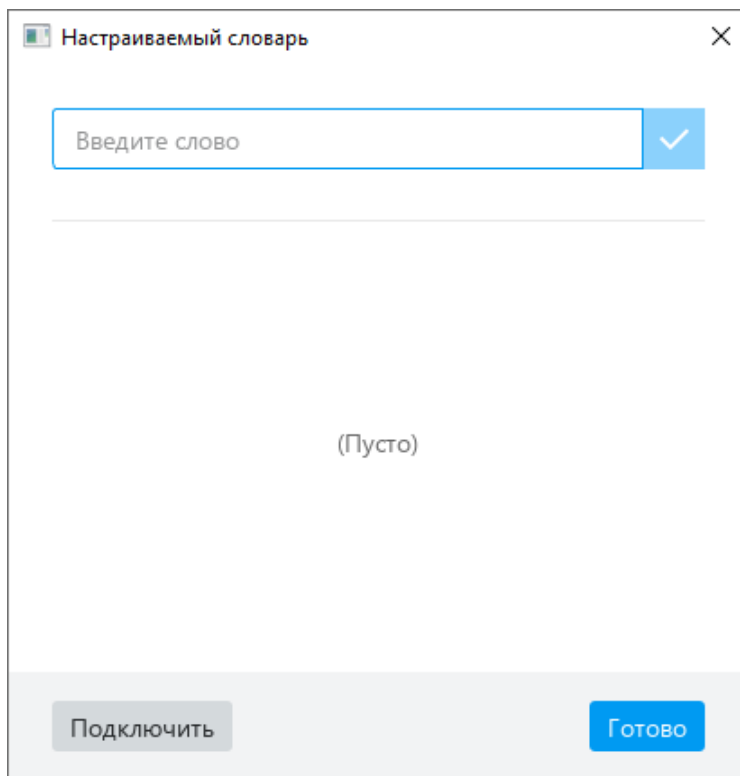 Настраиваемый словарь
Введите слово
(Пусто)
Подключить
Готово